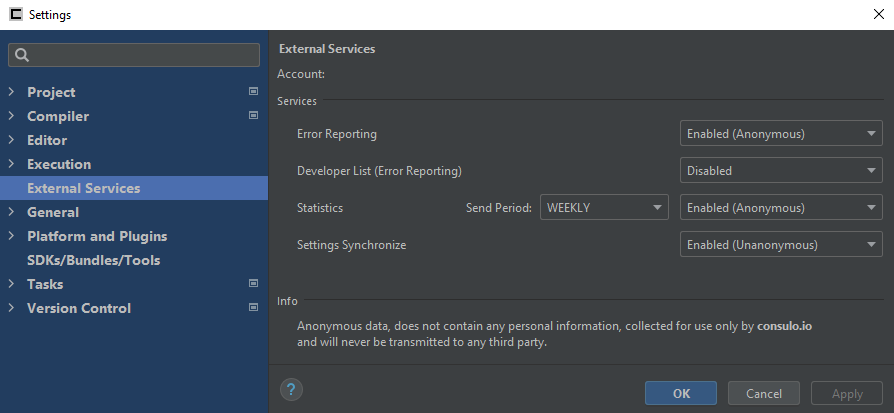 Settings
External Services
Account:
Project
Services
Compiler
Error Reporting
Enabled (Anonymous)
Editor
Execution
Developer List (Error Reporting)
Disabled
External Services
Statistics
Send Period:
WEEKLY
Enabled (Anonymous)
General
Platform and Plugins
Settings Synchronize
Enabled (Unanonymous)
SDKs/Bundles/Tools
Tasks
Version Control
Info
Anonymous data, does not contain any personal information, collected for use only by consulo.io
and will never be transmitted to any third party.
?
OK
Cancel
Apply